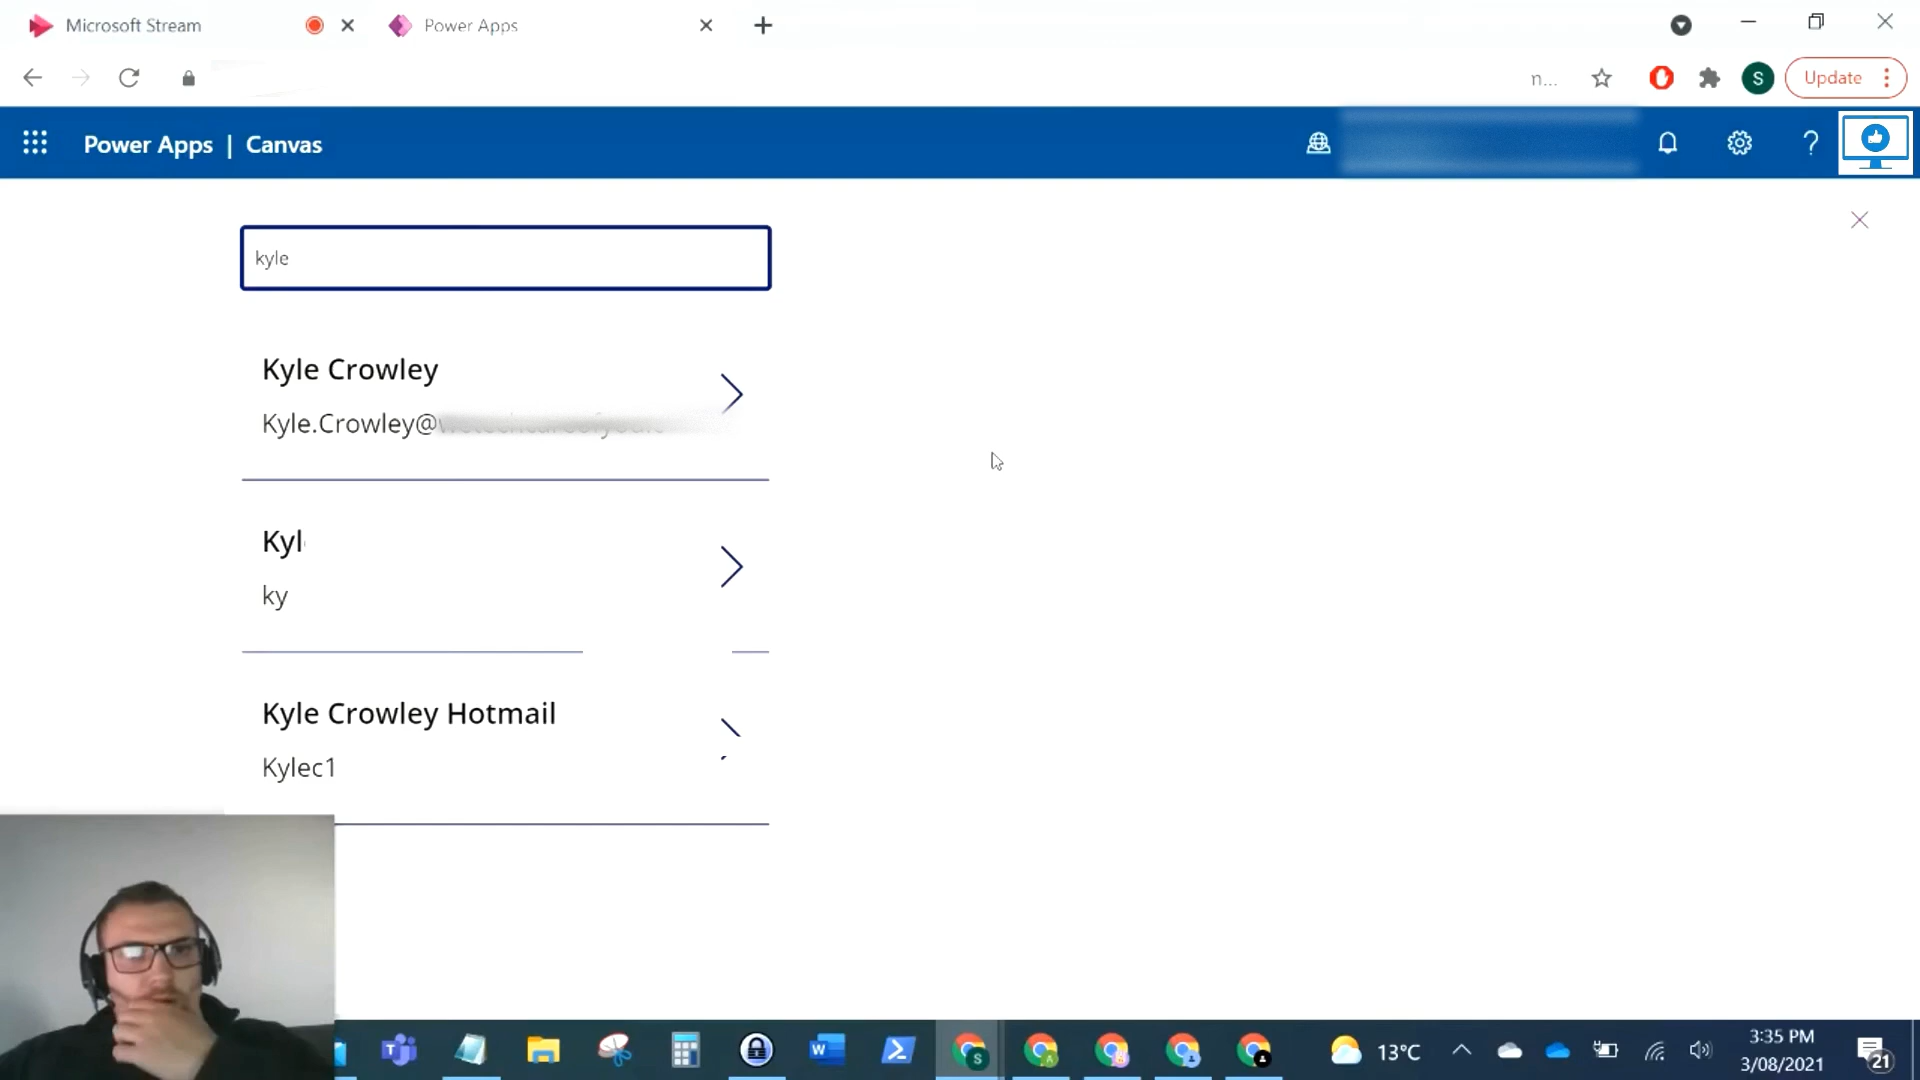 Microsoft Stream
Power Apps
n...
S
Update
Power Apps | Canvas
?
kyle
Kyle Crowley
Kyle.Crowley@
Kyl
ky
Kyle Crowley Hotmail
Kylec1
13°C
3:35 PM
3/08/2021
21